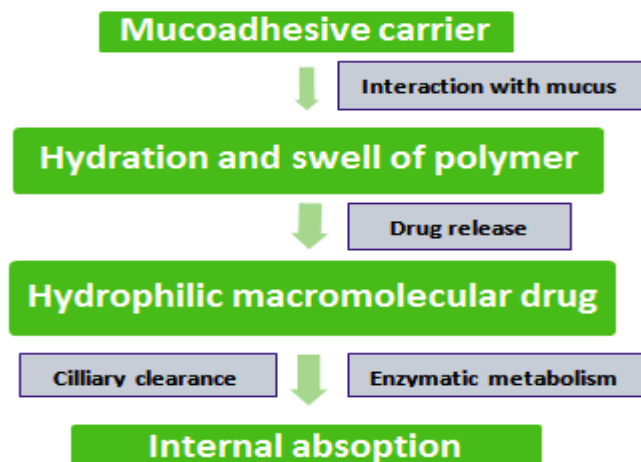 Mucoadhesive carrier
Interaction with mucus
Hydration and swell of polymer
Drug release
Hydrophilic macromolecular drug
Cilliary clearance
Enzymatic metabolism
Internal absoption